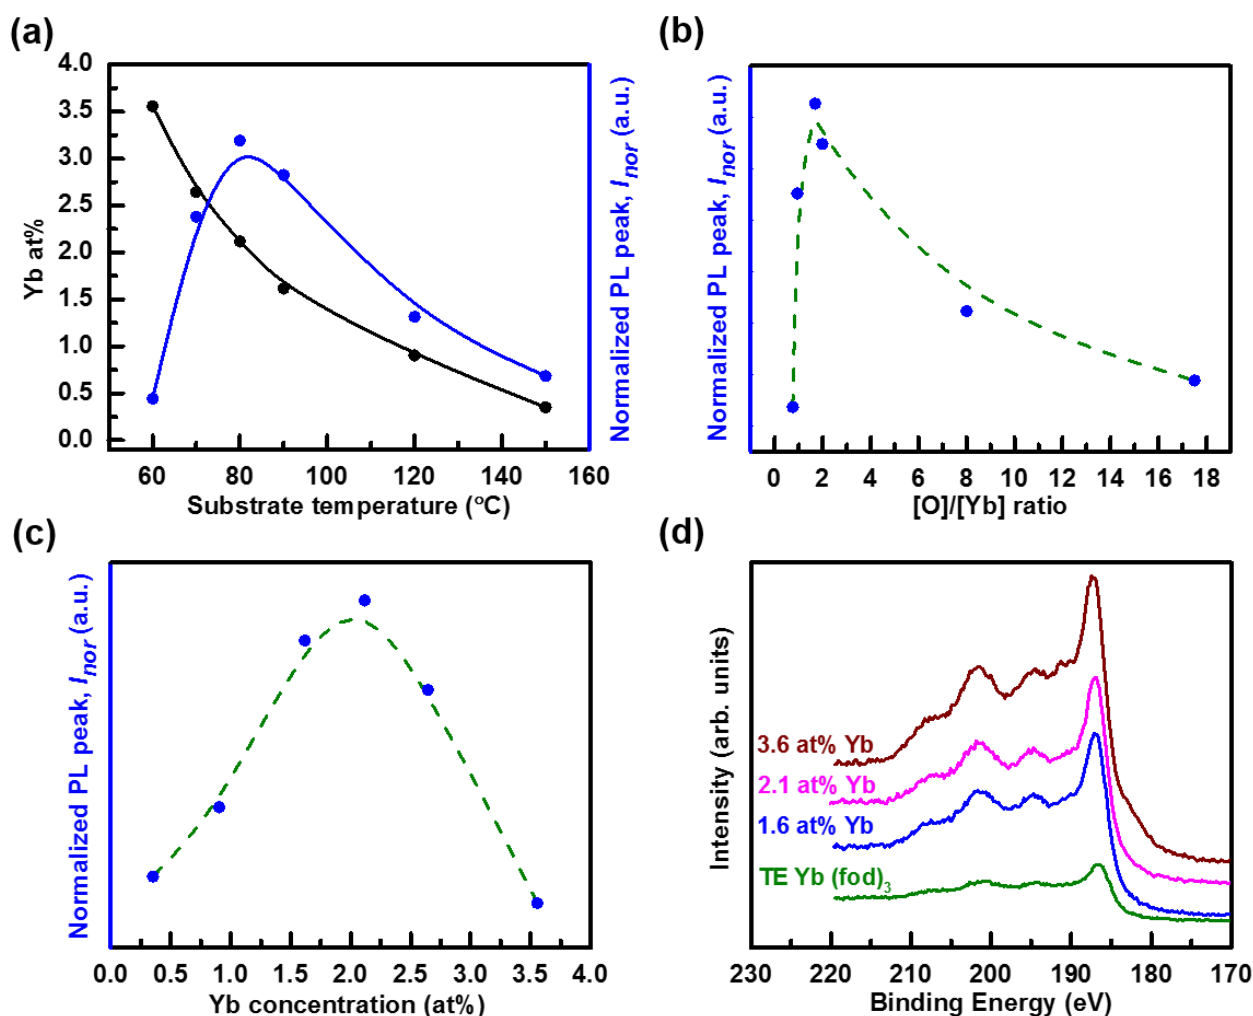 (a)
4.0
3.5
3.0
2.5
2.0
1.5
1.0
0.5
0.0
Yb at%
60 80 100 120 140 160
Substrate temperature (°C)
Normalized PL peak, Inor (a.u.)
(b)
Normalized PL peak, Inor (a.u.)
0 2 4 6 8 10 12 14 16 18
[O]/[Yb] ratio
(c)
Normalized PL peak, Inor (a.u.)
0.0 0.5 1.0 1.5 2.0 2.5 3.0 3.5 4.0
Yb concentration (at%)
(d)
Intensity (arb. units)
3.6 at% Yb
2.1 at% Yb
1.6 at% Yb
TE Yb (fod)3
230 220 210 200 190 180 170
Binding Energy (eV)